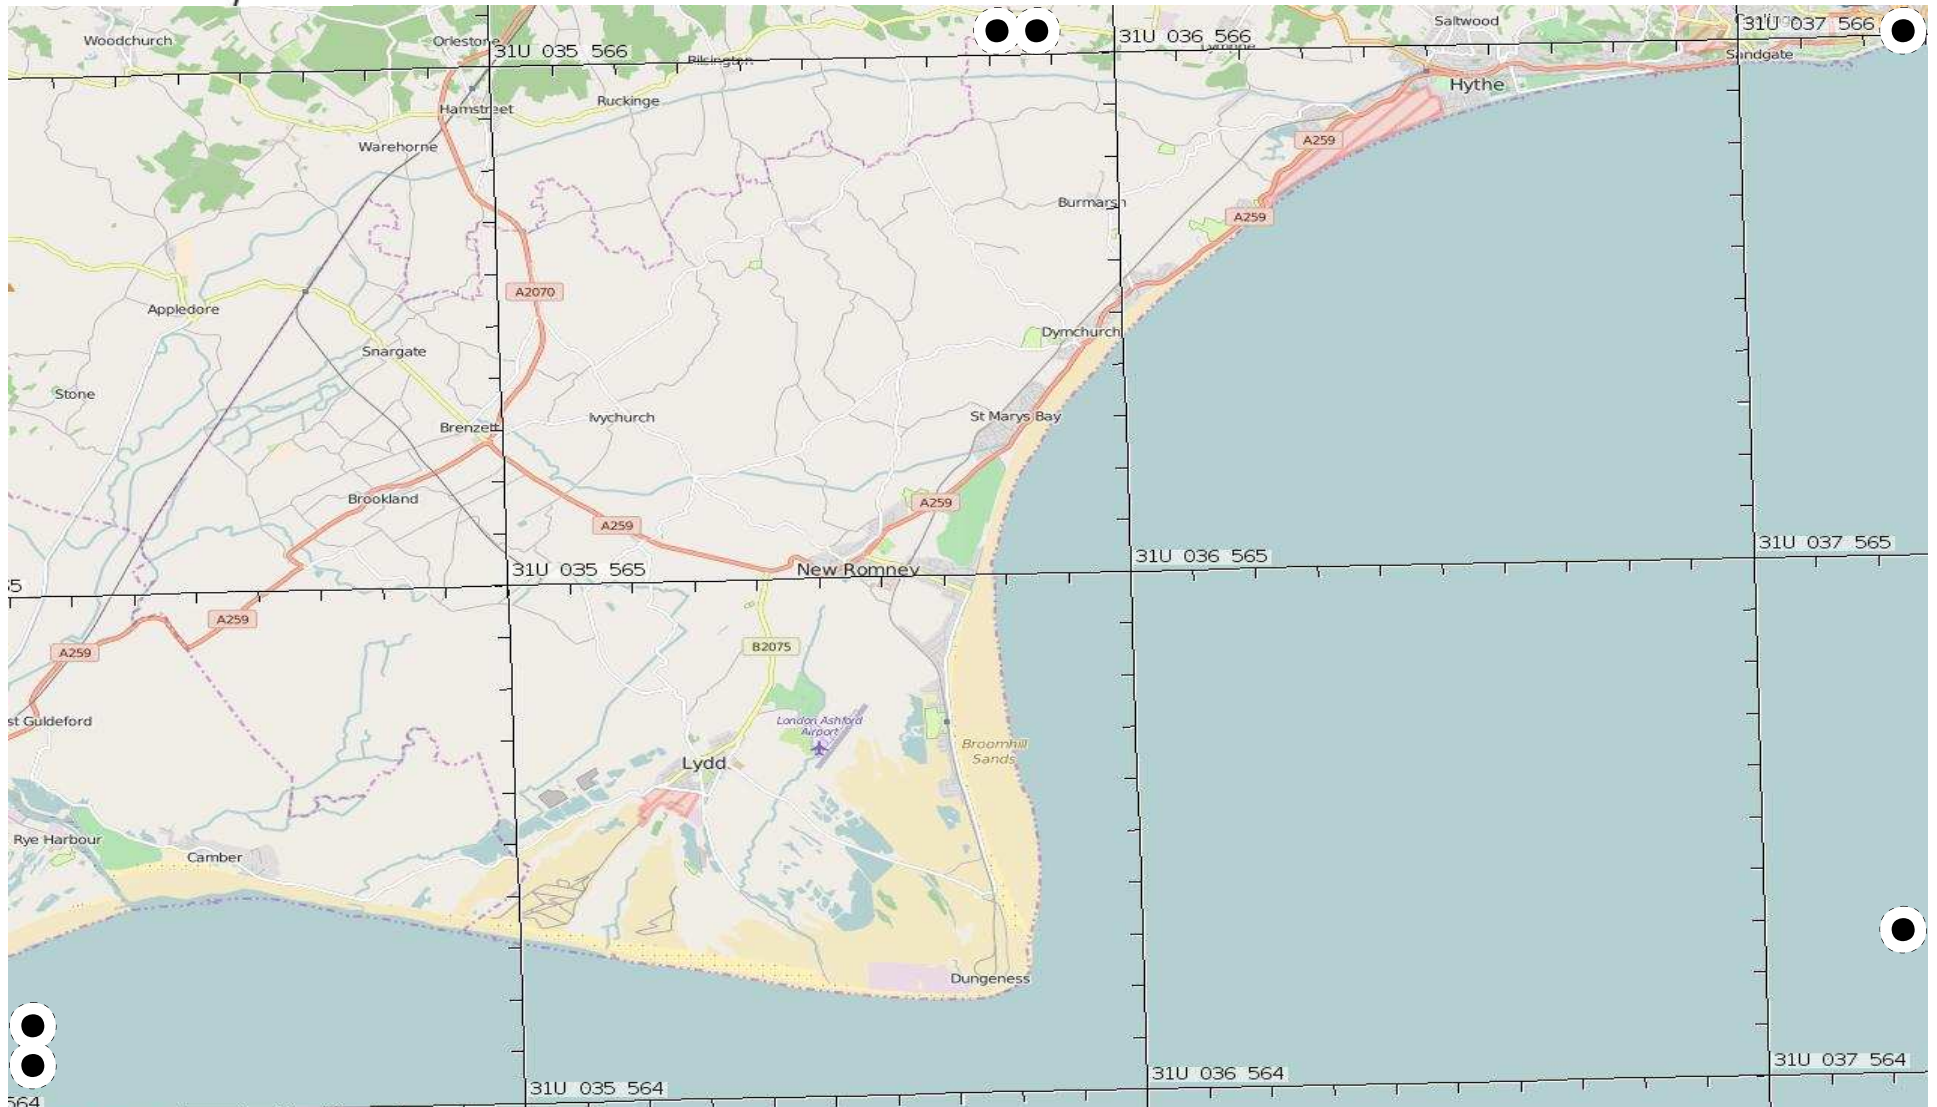 Woodchurch
Orlestone
31U 035 566
Bilsington
31U 036 566
Lympne
Saltwood
31U 037 566
Sandgate
Hythe
Hamstreet
Ruckinge
Warehorne
A259
Burmarsh
A259
A2070
Appledore
Dymchurch
Snargate
Stone
Ivychurch
St Marys Bay
Brenzett
Brookland
A259
A259
31U 037 565
31U 036 565
31U 035 565
New Romney
5
A259
A259
B2075
st Guldeford
London Ashford
Airport
Broomhill
Sands
Lydd
Rye Harbour
Camber
Dungeness
31U 037 564
31U 036 564
31U 035 564
564